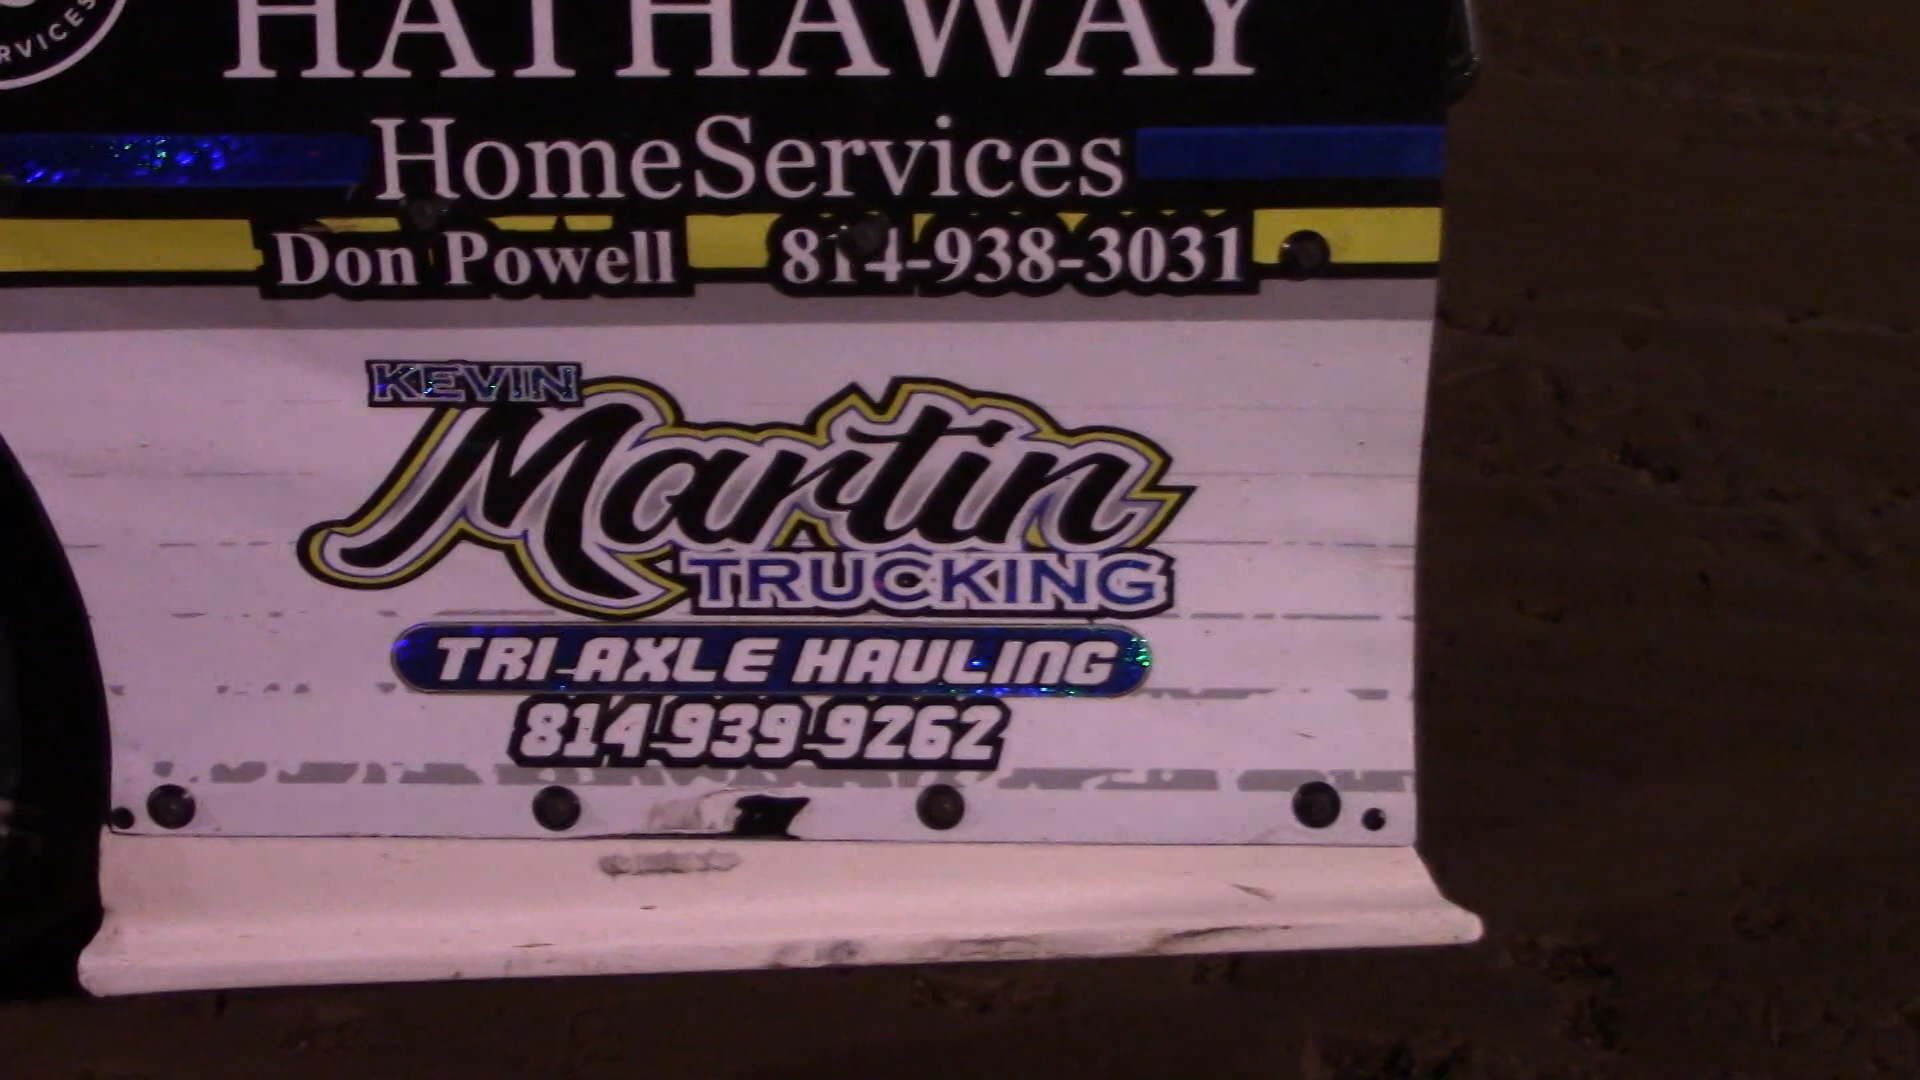 HATHAWAY
HomeServices
Don Powell 814-938-3031
KEVIN
Martin
TRUCKING
TRI-AXLE HAULING
814-939-9262